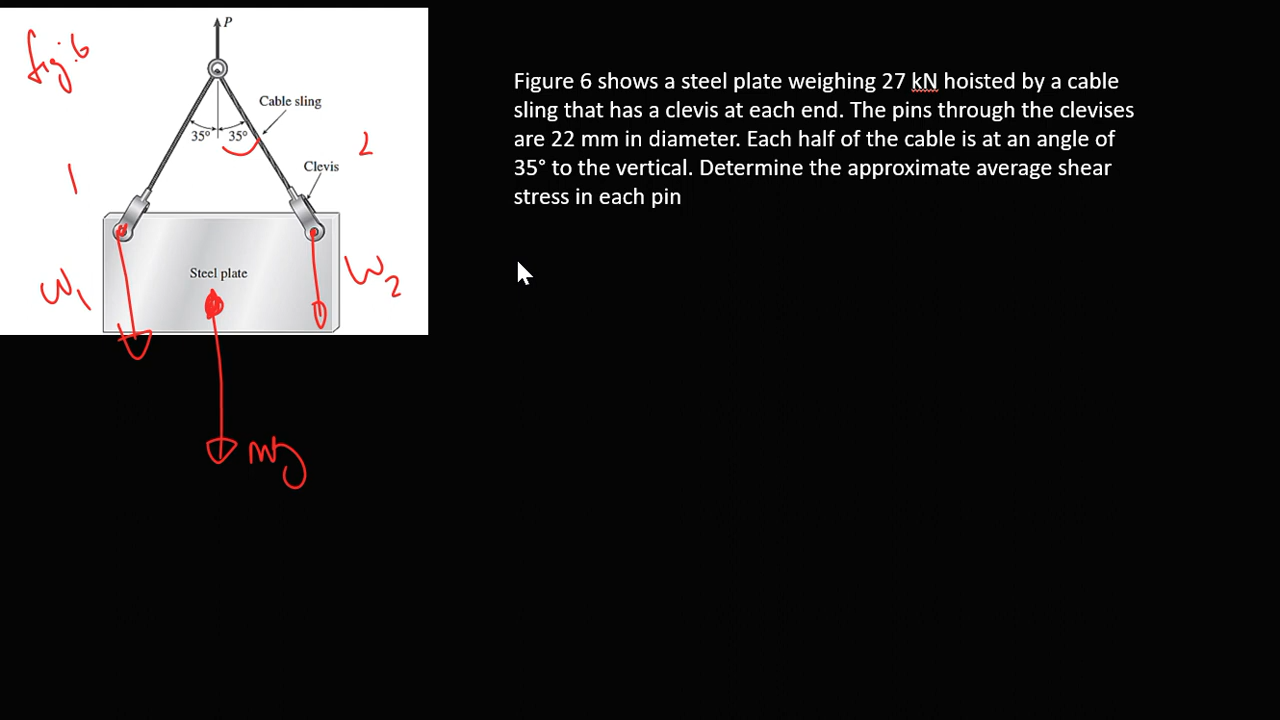 fig:6
P
Cable sling
35° 35°
2
Clevis
1
Steel plate
W1
W2
mg
Figure 6 shows a steel plate weighing 27 kN hoisted by a cable
sling that has a clevis at each end. The pins through the clevises
are 22 mm in diameter. Each half of the cable is at an angle of
35° to the vertical. Determine the approximate average shear
stress in each pin